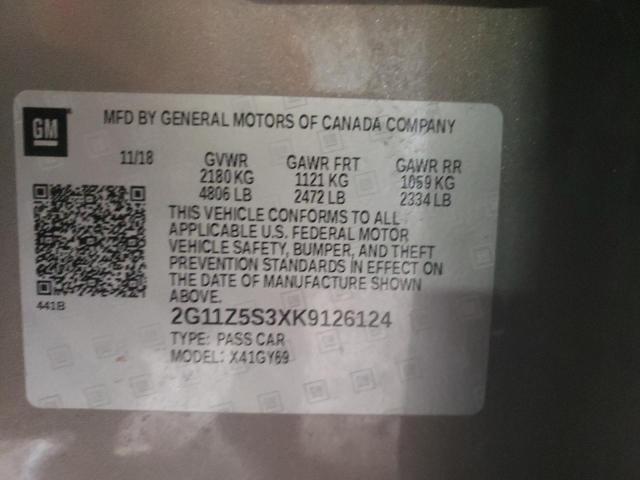 GM
MFD BY GENERAL MOTORS OF CANADA COMPANY
11/18 GVWR GAWR FRT GAWR RR
2180 KG 1121 KG 1059 KG
4806 LB 2472 LB 2334 LB
THIS VEHICLE CONFORMS TO ALL
APPLICABLE U.S. FEDERAL MOTOR
VEHICLE SAFETY, BUMPER, AND THEFT
PREVENTION STANDARDS IN EFFECT ON
THE DATE OF MANUFACTURE SHOWN
ABOVE.
441B
2G11Z5S3XK9126124
TYPE: PASS CAR
MODEL: X41GY69